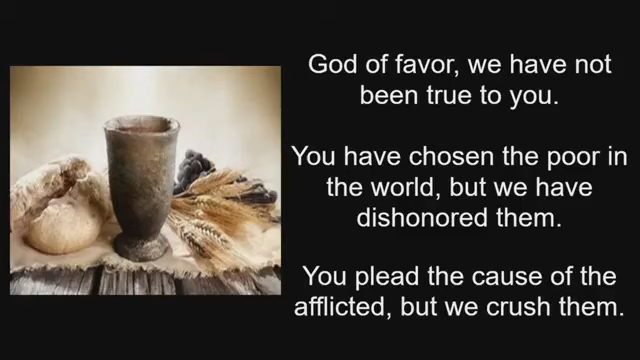 God of favor, we have not
been true to you.
You have chosen the poor in
the world, but we have
dishonored them.
You plead the cause of the
afflicted, but we crush them.